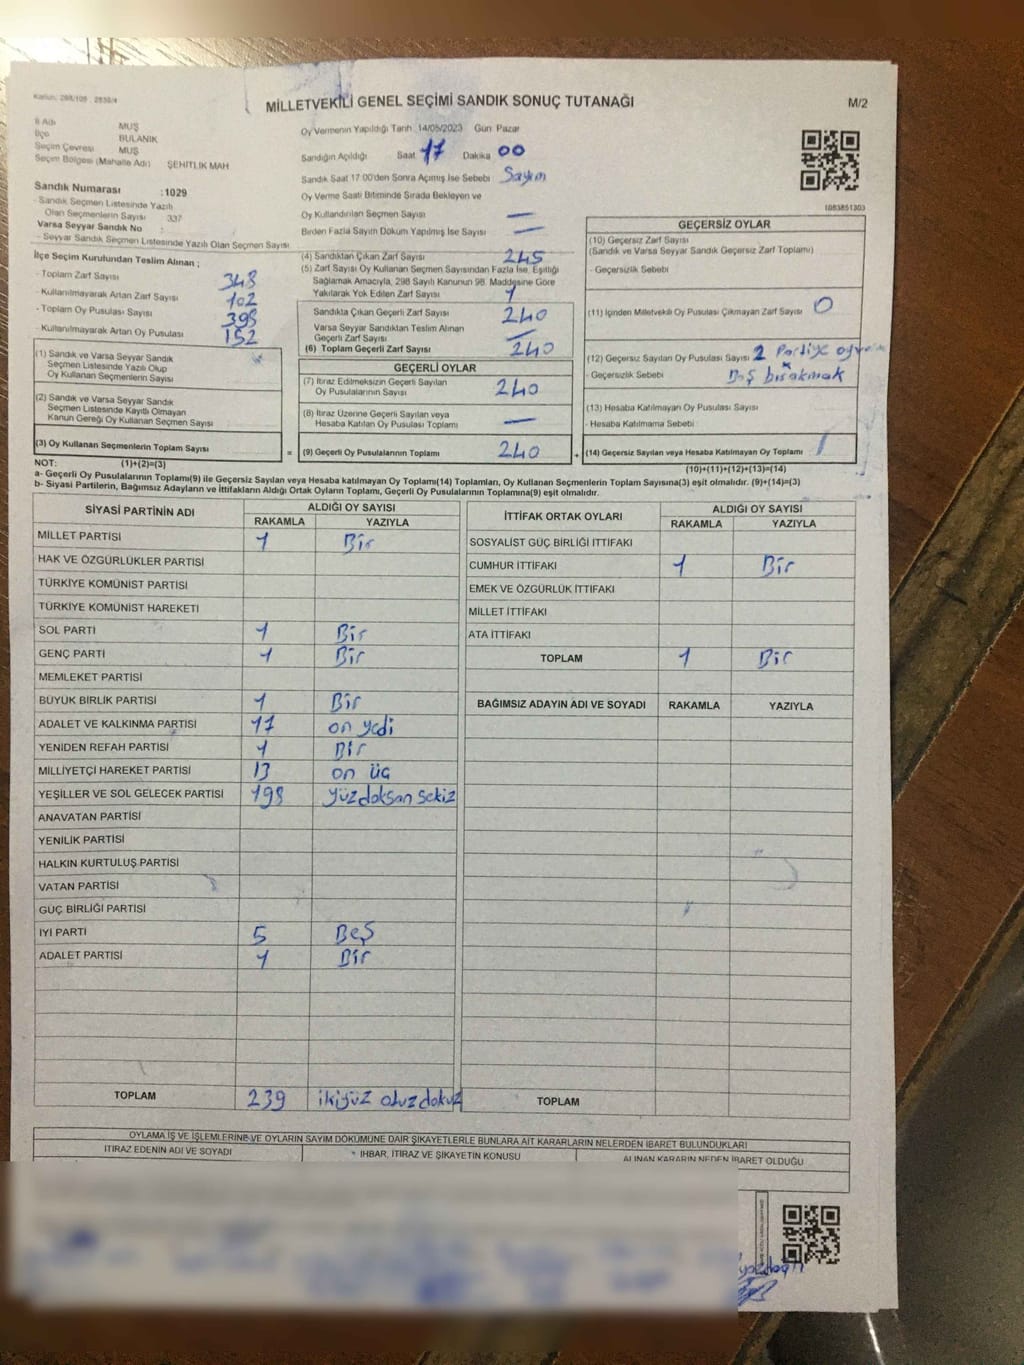 MİLLETVEKİLİ GENEL SEÇİMİ SANDIK SONUÇ TUTANAĞI
M/2
İl Adı MUŞ
İlçe BULANIK
Seçim Çevresi MUŞ
Seçim Bölgesi (Mahalle Adı) ŞEHİTLİK MAH
Sandık Numarası :1029
- Sandık Seçmen Listesinde Yazılı
Olan Seçmenlerin Sayısı 337
Varsa Seyyar Sandık No :
- Seyyar Sandık Seçmen Listesinde Yazılı Olan Seçmen Sayısı
İlçe Seçim Kurulundan Teslim Alınan ;
- Toplam Zarf Sayısı 343
- Kullanılmayarak Artan Zarf Sayısı 102
- Toplam Oy Pusulası Sayısı 393
- Kullanılmayarak Artan Oy Pusulası 152
(1) Sandık ve Varsa Seyyar Sandık
Seçmen Listesinde Yazılı Olup
Oy Kullanan Seçmenlerin Sayısı
(2) Sandık ve Varsa Seyyar Sandık
Seçmen Listesinde Kayıtlı Olmayan
Kanun Gereği Oy Kullanan Seçmen Sayısı
(3) Oy Kullanan Seçmenlerin Toplam Sayısı =
Oy Vermenin Yapıldığı Tarih 14/05/2023 Gün Pazar
Sandığın Açıldığı Saat 17 Dakika 00
Sandık Saat 17:00'den Sonra Açılmış İse Sebebi Sayım
Oy Verme Saati Bitiminde Sırada Bekleyen ve
Oy Kullandırılan Seçmen Sayısı —
Birden Fazla Sayım Döküm Yapılmış İse Sayısı —
(4) Sandıktan Çıkan Zarf Sayısı 245
(5) Zarf Sayısı Oy Kullanan Seçmen Sayısından Fazla İse, Eşitliği
Sağlamak Amacıyla, 298 Sayılı Kanunun 98. Maddesine Göre
Yakılarak Yok Edilen Zarf Sayısı 1
Sandıkta Çıkan Geçerli Zarf Sayısı 240
Varsa Seyyar Sandıktan Teslim Alınan
Geçerli Zarf Sayısı —
(6) Toplam Geçerli Zarf Sayısı 240
GEÇERLİ OYLAR
(7) İtiraz Edilmeksizin Geçerli Sayılan
Oy Pusulalarının Sayısı 240
(8) İtiraz Üzerine Geçerli Sayılan veya
Hesaba Katılan Oy Pusulası Toplamı —
(9) Geçerli Oy Pusulalarının Toplamı 240 +
1083851303
GEÇERSİZ OYLAR
(10) Geçersiz Zarf Sayısı
(Sandık ve Varsa Seyyar Sandık Geçersiz Zarf Toplamı)
- Geçersizlik Sebebi
(11) İçinden Milletvekili Oy Pusulası Çıkmayan Zarf Sayısı 0
(12) Geçersiz Sayılan Oy Pusulası Sayısı 2 Partiye
- Geçersizlik Sebebi Boş bırakmak
(13) Hesaba Katılmayan Oy Pusulası Sayısı
- Hesaba Katılmama Sebebi
(14) Geçersiz Sayılan veya Hesaba Katılmayan Oy Toplamı 1
NOT: (1)+(2)=(3)
(10)+(11)+(12)+(13)=(14)
a- Geçerli Oy Pusulalarının Toplamı(9) ile Geçersiz Sayılan veya Hesaba katılmayan Oy Toplamı(14) Toplamları, Oy Kullanan Seçmenlerin Toplam Sayısına(3) eşit olmalıdır. (9)+(14)=(3)
b- Siyasi Partilerin, Bağımsız Adayların ve İttifakların Aldığı Ortak Oyların Toplamı, Geçerli Oy Pusulalarının Toplamına(9) eşit olmalıdır.
SİYASİ PARTİNİN ADI ALDIĞI OY SAYISI
RAKAMLA YAZIYLA
MİLLET PARTİSİ 1 Bir
HAK VE ÖZGÜRLÜKLER PARTİSİ
TÜRKİYE KOMÜNİST PARTİSİ
TÜRKİYE KOMÜNİST HAREKETİ
SOL PARTİ 1 Bir
GENÇ PARTİ 1 Bir
MEMLEKET PARTİSİ
BÜYÜK BİRLİK PARTİSİ 1 Bir
ADALET VE KALKINMA PARTİSİ 17 on yedi
YENİDEN REFAH PARTİSİ 1 Bir
MİLLİYETÇİ HAREKET PARTİSİ 13 on üç
YEŞİLLER VE SOL GELECEK PARTİSİ 198 yüzdoksan sekiz
ANAVATAN PARTİSİ
YENİLİK PARTİSİ
HALKIN KURTULUŞ PARTİSİ
VATAN PARTİSİ
GÜÇ BİRLİĞİ PARTİSİ
İYİ PARTİ 5 Beş
ADALET PARTİSİ 1 Bir
TOPLAM 239 ikiyüz otuz dokuz
İTTİFAK ORTAK OYLARI ALDIĞI OY SAYISI
RAKAMLA YAZIYLA
SOSYALİST GÜÇ BİRLİĞİ İTTİFAKI
CUMHUR İTTİFAKI 1 Bir
EMEK VE ÖZGÜRLÜK İTTİFAKI
MİLLET İTTİFAKI
ATA İTTİFAKI
TOPLAM 1 Bir
BAĞIMSIZ ADAYIN ADI VE SOYADI RAKAMLA YAZIYLA
TOPLAM
OYLAMA İŞ VE İŞLEMLERİNE VE OYLARIN SAYIM DÖKÜMÜNE DAİR ŞİKAYETLERLE BUNLARA AİT KARARLARIN NELERDEN İBARET BULUNDUKLARI
İTİRAZ EDENİN ADI VE SOYADI İHBAR, İTİRAZ VE ŞİKAYETİN KONUSU ALINAN KARARIN NEDEN İBARET OLDUĞU